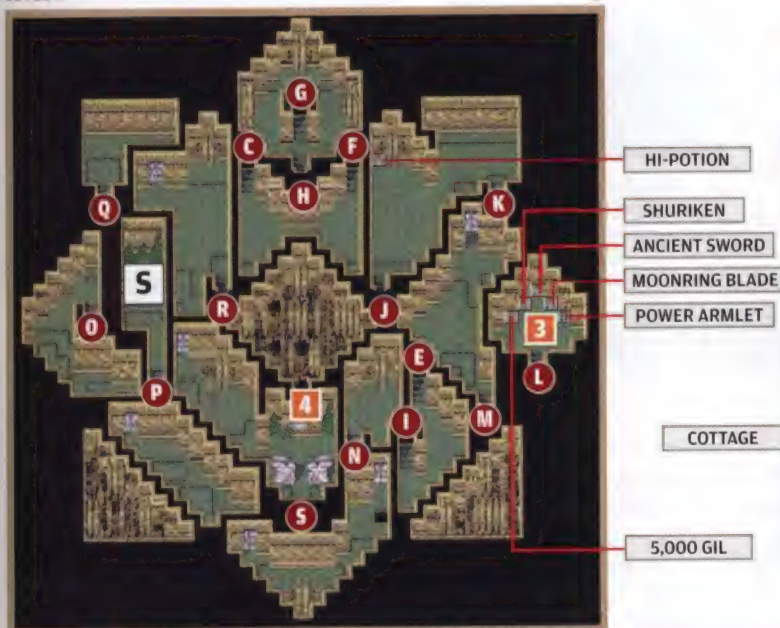 G
C
F
H
HI-POTION
K
SHURIKEN
Q
ANCIENT SWORD
S
MOONRING BLADE
R
J
POWER ARMLET
O
3
E
L
P
4
I
M
N
COTTAGE
S
5,000 GIL